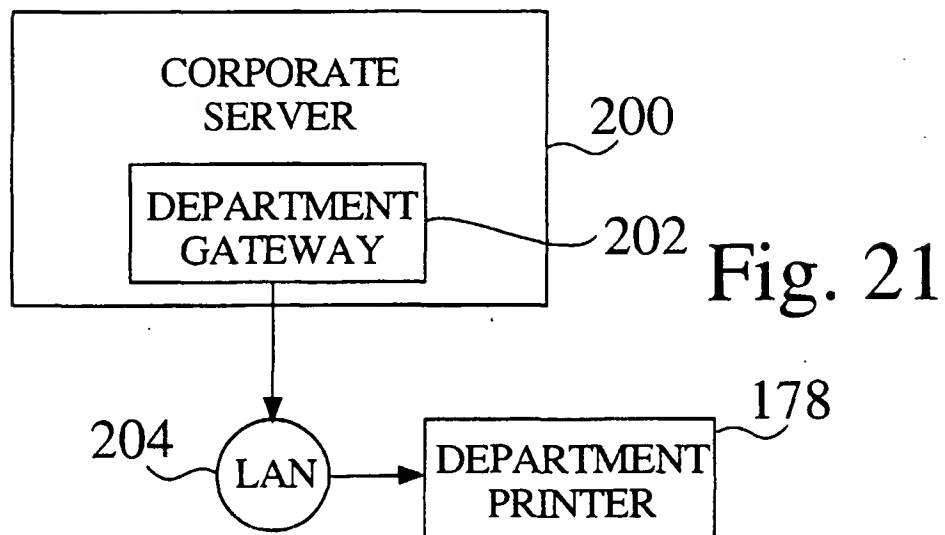 CORPORATE
SERVER
200
DEPARTMENT
GATEWAY
202
Fig. 21
178
204
LAN
DEPARTMENT
PRINTER